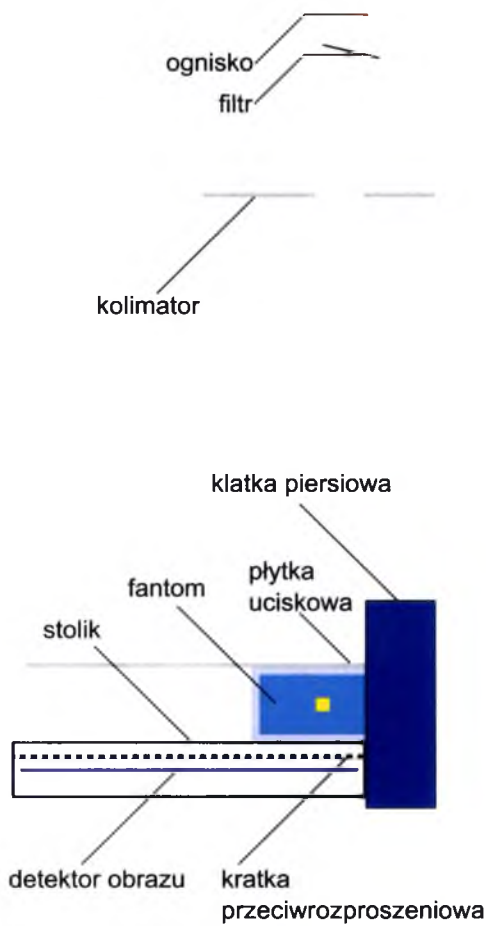 ognisko
filtr
kolimator
klatka piersiowa
płytka
uciskowa
fantom
stolik
detektor obrazu
kratka
przeciwrozproszeniowa